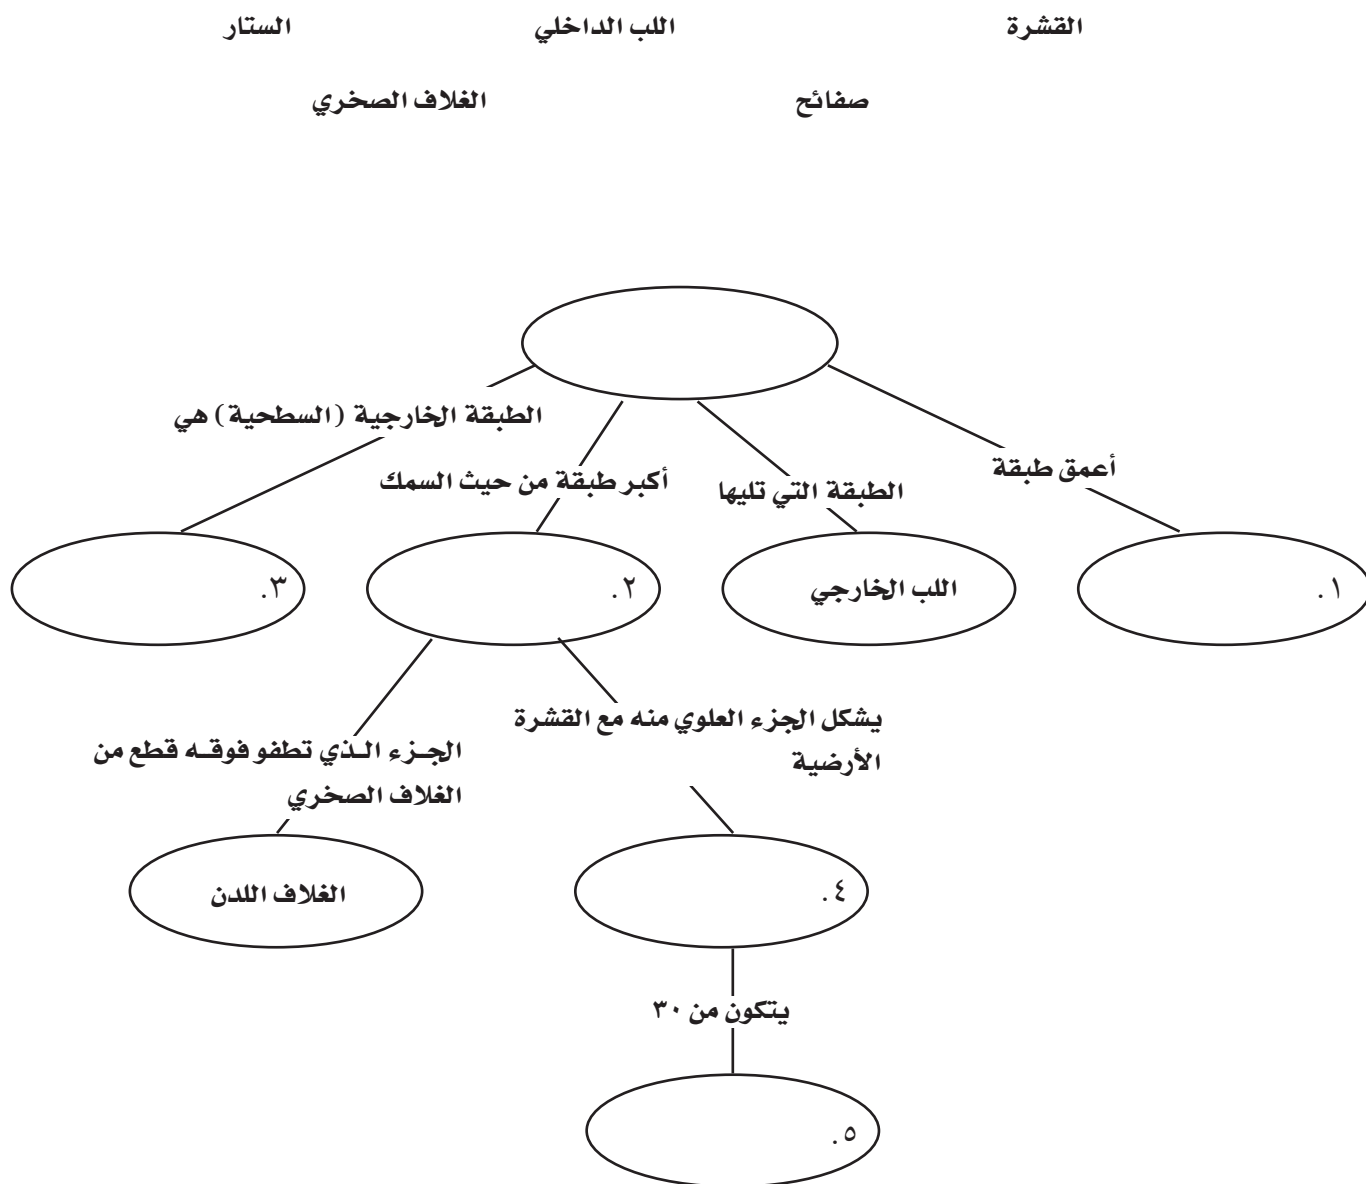 القشرة
اللب الداخلي
الستار
صفائح
الغلاف الصخري
الطبقة الخارجية (السطحية) هي
أعمق طبقة
أكبر طبقة من حيث السمك
الطبقة التي تليها
١.
اللب الخارجي
٢.
٣.
يشكل الجزء العلوي منه مع القشرة
الأرضية
الجزء الذي تطفو فوقه قطع من
الغلاف الصخري
٤.
الغلاف اللدن
يتكون من ٣٠
٥.